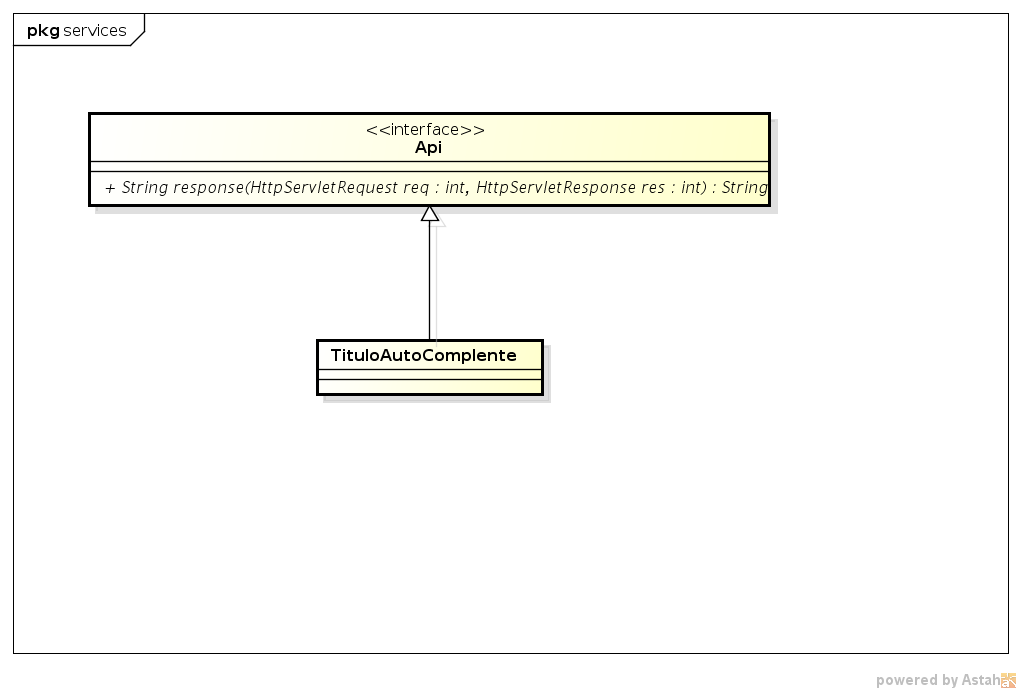 pkg services
<<interface>>
Api
+ String response(HttpServletRequest req : int, HttpServletResponse res : int) : String
TituloAutoComplente
powered by Astah